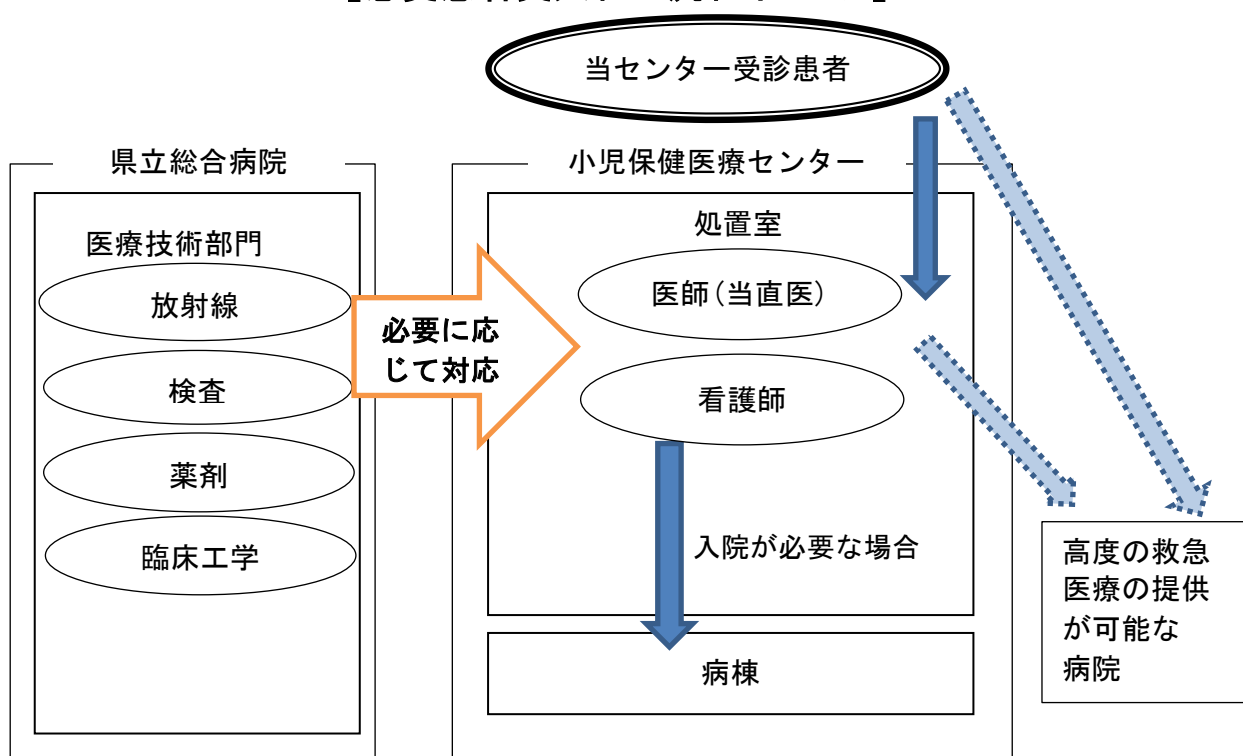 当センター受診患者
県立総合病院
医療技術部門
放射線
検査
薬剤
臨床工学
必要に応
じて対応
小児保健医療センター
処置室
医師(当直医)
看護師
入院が必要な場合
病棟
高度の救急
医療の提供
が可能な
病院